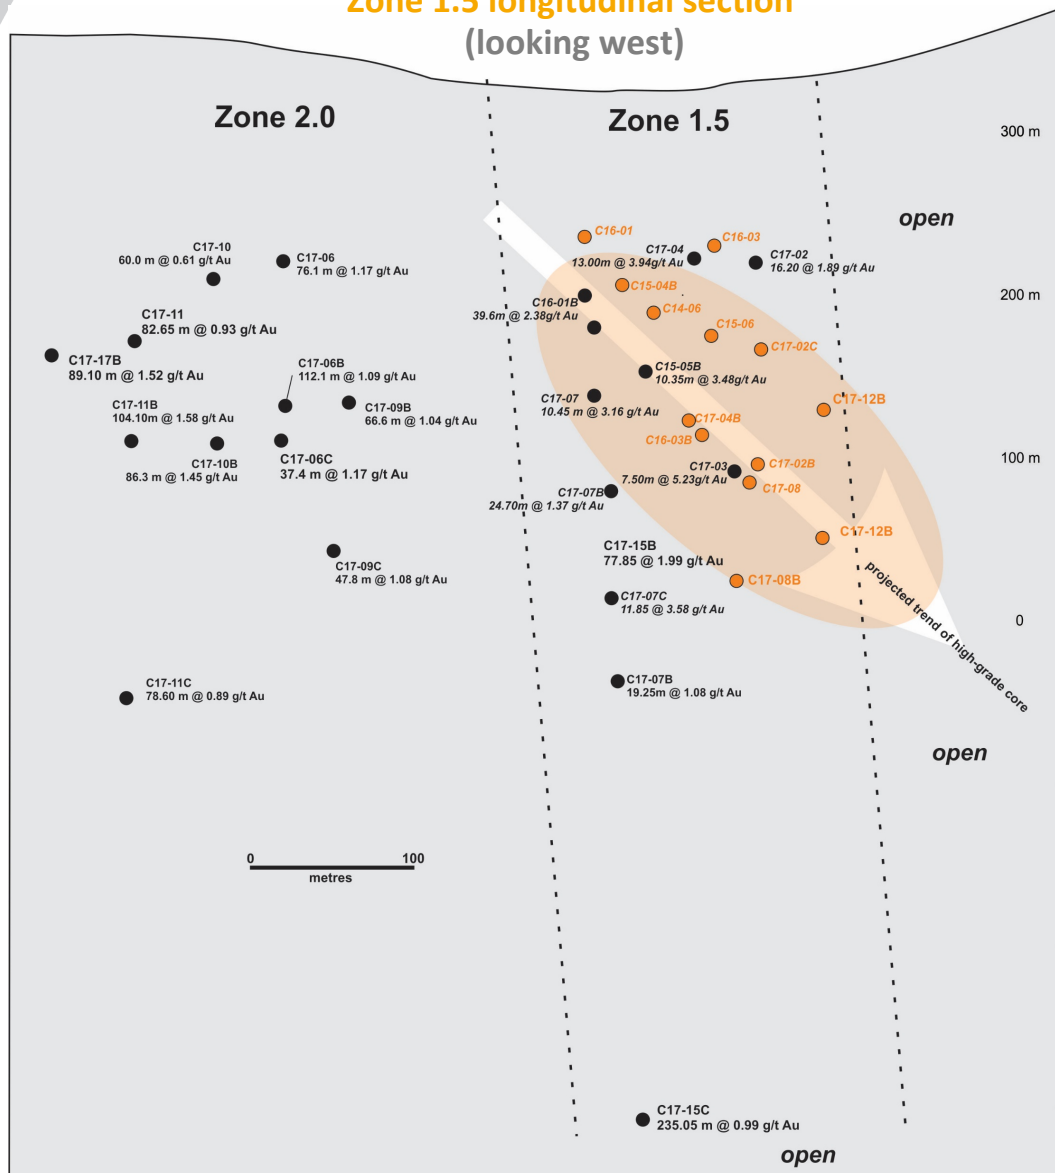 Zone 1.5 longitudinal section
(looking west)
Zone 2.0
Zone 1.5
300 m
open
C16-01
C16-03
C17-04
13.00m @ 3.94g/t Au
C17-02
16.20 @ 1.89 g/t Au
C17-10
60.0 m @ 0.61 g/t Au
C17-06
76.1 m @ 1.17 g/t Au
200 m
C15-04B
C16-01B
39.6m @ 2.38g/t Au
C14-06
C17-11
82.65 m @ 0.93 g/t Au
C15-06
C17-02C
C17-17B
89.10 m @ 1.52 g/t Au
C17-06B
112.1 m @ 1.09 g/t Au
C15-05B
10.35m @ 3.48g/t Au
C17-07
10.45 m @ 3.16 g/t Au
C17-12B
C17-11B
104.10m @ 1.58 g/t Au
C17-09B
66.6 m @ 1.04 g/t Au
C17-04B
C16-03B
C17-10B
86.3 m @ 1.45 g/t Au
C17-06C
37.4 m @ 1.17 g/t Au
100 m
C17-03
7.50m @ 5.23g/t Au
C17-02B
C17-08
C17-07B
24.70m @ 1.37 g/t Au
C17-12B
C17-15B
77.85 @ 1.99 g/t Au
C17-09C
47.8 m @ 1.08 g/t Au
C17-08B
C17-07C
11.85 @ 3.58 g/t Au
0
projected trend of high-grade core
C17-11C
78.60 m @ 0.89 g/t Au
C17-07B
19.25m @ 1.08 g/t Au
open
0 100
metres
C17-15C
235.05 m @ 0.99 g/t Au
open